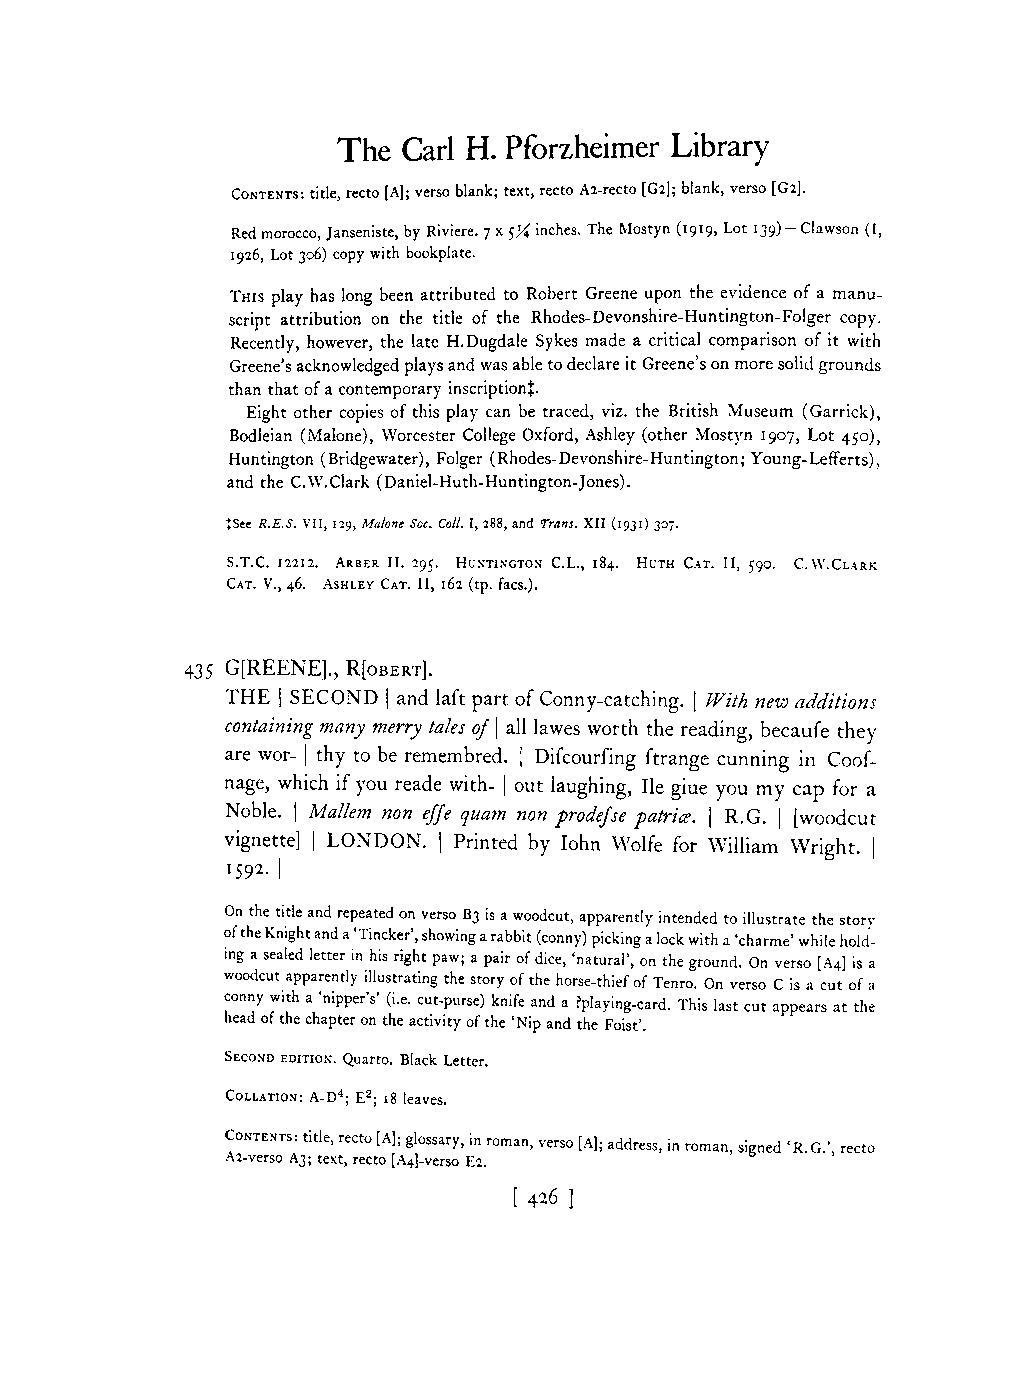 The Carl H. Pforzheimer Library
CONTENTS: title, recto [A]; verso blank; text, recto A2-recto [G2]; blank, verso [G2].
Red morocco, Janseniste, by Riviere. 7 x 5¼ inches. The Mostyn (1919, Lot 139)—Clawson (I,
1926, Lot 306) copy with bookplate.
THIS play has long been attributed to Robert Greene upon the evidence of a manu-
script attribution on the title of the Rhodes-Devonshire-Huntington-Folger copy.
Recently, however, the late H.Dugdale Sykes made a critical comparison of it with
Greene's acknowledged plays and was able to declare it Greene's on more solid grounds
than that of a contemporary inscription‡.
Eight other copies of this play can be traced, viz. the British Museum (Garrick),
Bodleian (Malone), Worcester College Oxford, Ashley (other Mostyn 1907, Lot 450),
Huntington (Bridgewater), Folger (Rhodes-Devonshire-Huntington; Young-Lefferts),
and the C.W.Clark (Daniel-Huth-Huntington-Jones).
‡See R.E.S. VII, 129, Malone Soc. Coll. I, 288, and Trans. XII (1931) 307.
S.T.C. 12212. ARBER II. 295. HUNTINGTON C.L., 184. HUTH CAT. II, 590. C.W.CLARK
CAT. V., 46. ASHLEY CAT. II, 162 (tp. facs.).
435 G[REENE]., R[OBERT].
THE | SECOND | and laſt part of Conny-catching. | With new additions
containing many merry tales of | all lawes worth the reading, becauſe they
are wor- | thy to be remembred. | Diſcourſing ſtrange cunning in Cooſ-
nage, which if you reade with- | out laughing, Ile giue you my cap for a
Noble. | Mallem non eſſe quam non prodeſse patriæ. | R.G. | [woodcut
vignette] | LONDON. | Printed by Iohn Wolfe for William Wright. |
1592. |
On the title and repeated on verso B3 is a woodcut, apparently intended to illustrate the story
of the Knight and a 'Tincker', showing a rabbit (conny) picking a lock with a 'charme' while hold-
ing a sealed letter in his right paw; a pair of dice, 'natural', on the ground. On verso [A4] is a
woodcut apparently illustrating the story of the horse-thief of Tenro. On verso C is a cut of a
conny with a 'nipper's' (i.e. cut-purse) knife and a ?playing-card. This last cut appears at the
head of the chapter on the activity of the 'Nip and the Foist'.
SECOND EDITION. Quarto. Black Letter.
COLLATION: A-D⁴; E²; 18 leaves.
CONTENTS: title, recto [A]; glossary, in roman, verso [A]; address, in roman, signed 'R.G.', recto
A2-verso A3; text, recto [A4]-verso E2.
[ 426 ]